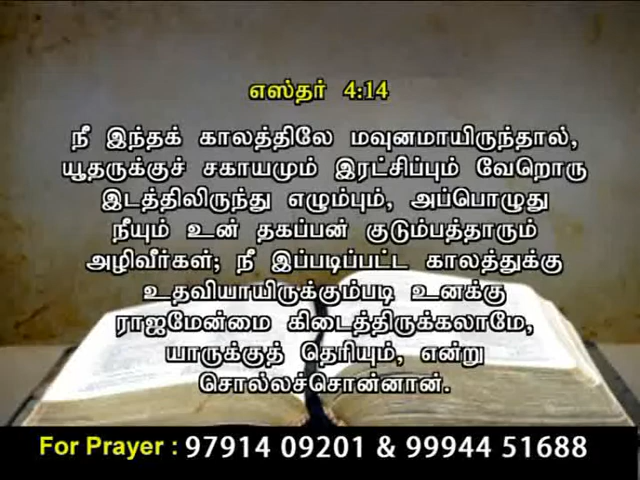 எஸ்தர் 4:14
நீ இந்தக் காலத்திலே மவுனமாயிருந்தால்,
யூதருக்குச் சகாயமும் இரட்சிப்பும் வேறொரு
இடத்திலிருந்து எழும்பும், அப்பொழுது
நீயும் உன் தகப்பன் குடும்பத்தாரும்
அழிவீர்கள்; நீ இப்படிப்பட்ட காலத்துக்கு
உதவியாயிருக்கும்படி உனக்கு
ராஜமேன்மை கிடைத்திருக்கலாமே,
யாருக்குத் தெரியும், என்று
சொல்லச்சொன்னான்.
For Prayer : 97914 09201 & 99944 51688